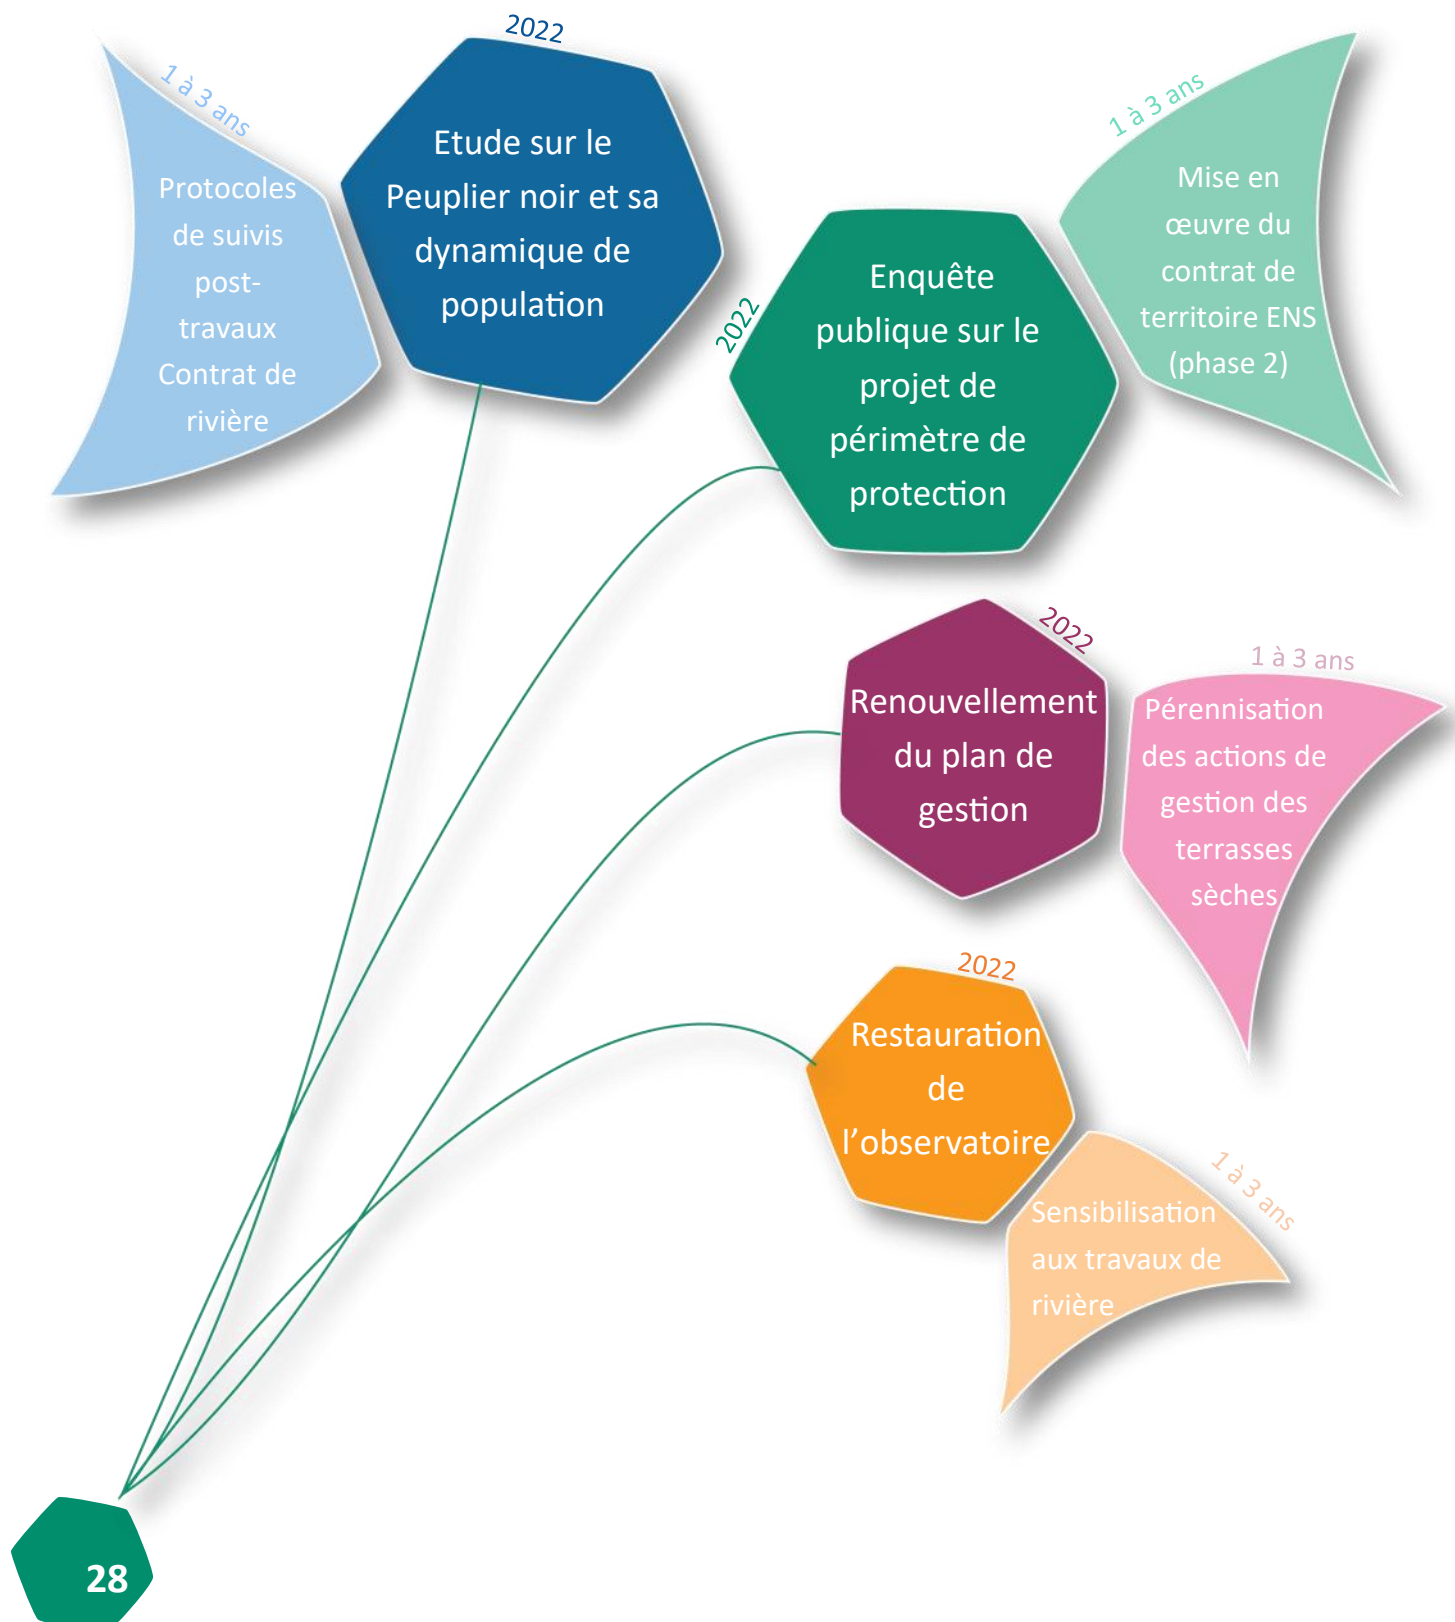 2022
1 à 3 ans
Protocoles
de suivis
post-
travaux
Contrat de
rivière
Etude sur le
Peuplier noir et sa
dynamique de
population
2022
Enquête
publique sur le
projet de
périmètre de
protection
1 à 3 ans
Mise en
œuvre du
contrat de
territoire ENS
(phase 2)
2022
Renouvellement
du plan de
gestion
1 à 3 ans
Pérennisation
des actions de
gestion des
terrasses
sèches
2022
Restauration
de
l’observatoire
1 à 3 ans
Sensibilisation
aux travaux de
rivière
28